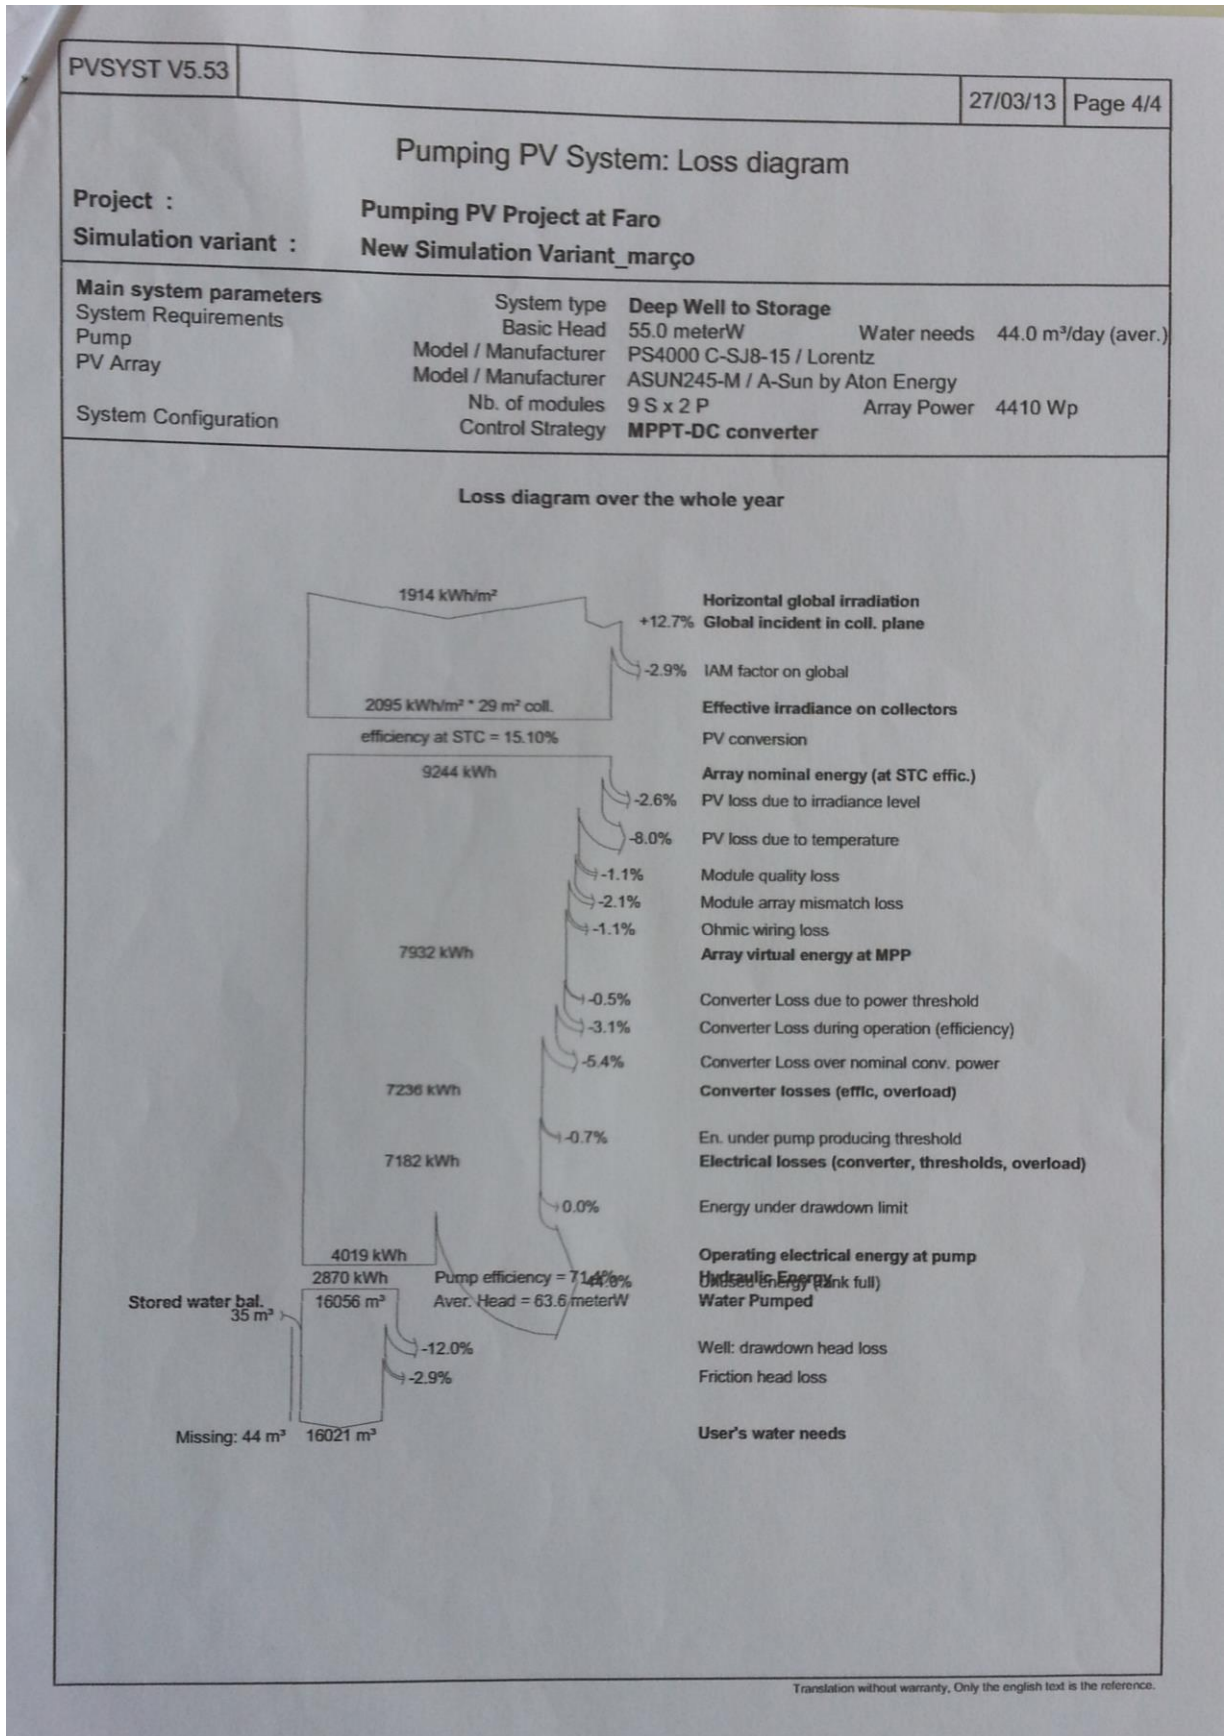 PVSYST V5.53
27/03/13 Page 4/4
Pumping PV System: Loss diagram
Project : Pumping PV Project at Faro
Simulation variant : New Simulation Variant_março
Main system parameters System type Deep Well to Storage
System Requirements Basic Head 55.0 meterW Water needs 44.0 m³/day (aver.)
Pump Model / Manufacturer PS4000 C-SJ8-15 / Lorentz
PV Array Model / Manufacturer ASUN245-M / A-Sun by Aton Energy
Nb. of modules 9 S x 2 P Array Power 4410 Wp
System Configuration Control Strategy MPPT-DC converter
Loss diagram over the whole year
1914 kWh/m² Horizontal global irradiation
+12.7% Global incident in coll. plane
-2.9% IAM factor on global
2095 kWh/m² * 29 m² coll. Effective irradiance on collectors
efficiency at STC = 15.10% PV conversion
9244 kWh Array nominal energy (at STC effic.)
-2.6% PV loss due to irradiance level
-8.0% PV loss due to temperature
-1.1% Module quality loss
-2.1% Module array mismatch loss
-1.1% Ohmic wiring loss
7932 kWh Array virtual energy at MPP
-0.5% Converter Loss due to power threshold
-3.1% Converter Loss during operation (efficiency)
-5.4% Converter Loss over nominal conv. power
7236 kWh Converter losses (effic, overload)
-0.7% En. under pump producing threshold
7182 kWh Electrical losses (converter, thresholds, overload)
0.0% Energy under drawdown limit
4019 kWh Operating electrical energy at pump
2870 kWh Pump efficiency = 71.4% Hydraulic Energy
Unused energy (tank full)
Stored water bal. 16056 m³ Aver. Head = 63.6 meterW Water Pumped
35 m³
-12.0% Well: drawdown head loss
-2.9% Friction head loss
Missing: 44 m³ 16021 m³ User's water needs
Translation without warranty, Only the english text is the reference.